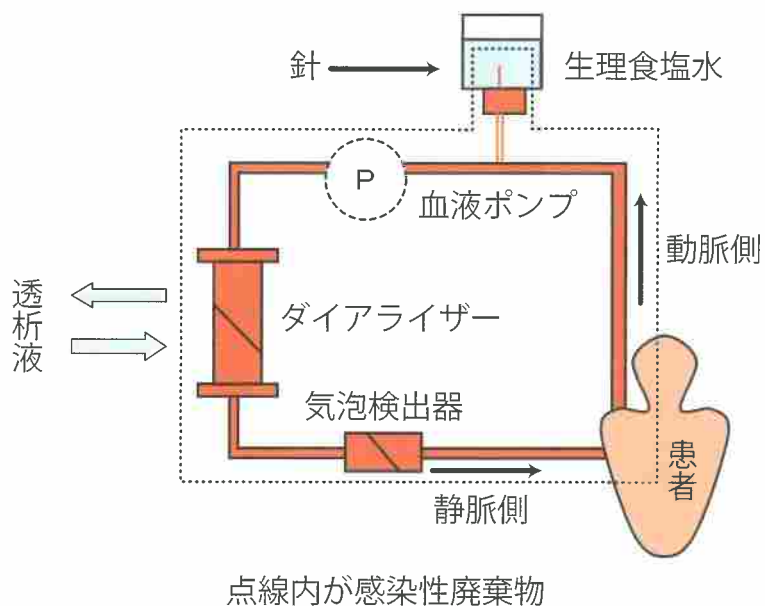 針
生理食塩水
P
血液ポンプ
動脈側
透析液
ダイアライザー
気泡検出器
患者
静脈側
点線内が感染性廃棄物